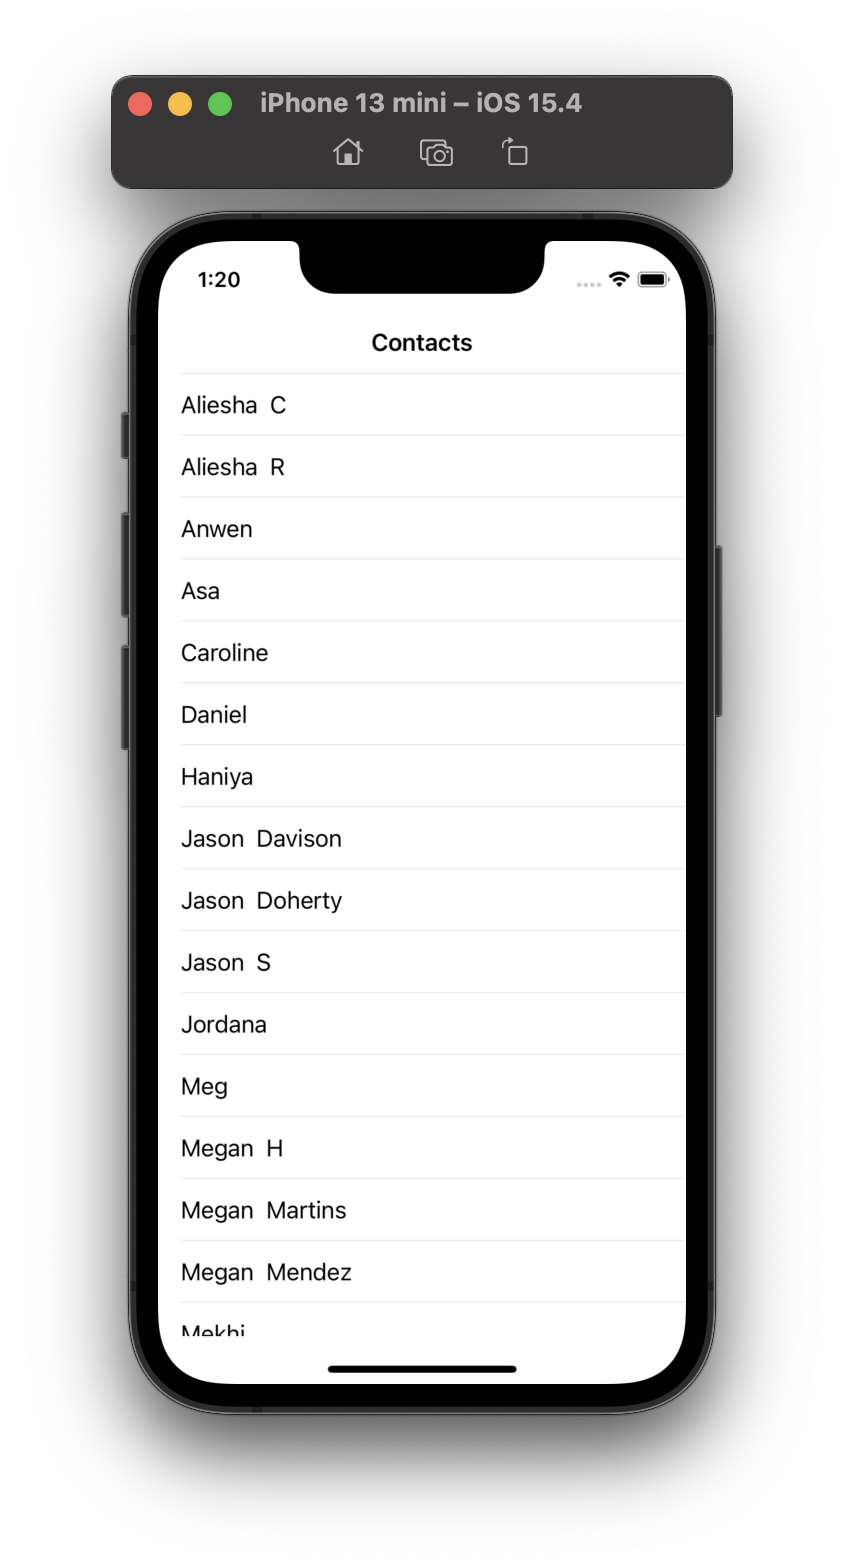 iPhone 13 mini – iOS 15.4
1:20
Contacts
Aliesha  C
Aliesha  R
Anwen
Asa
Caroline
Daniel
Haniya
Jason  Davison
Jason  Doherty
Jason  S
Jordana
Meg
Megan  H
Megan  Martins
Megan  Mendez
Mekhi